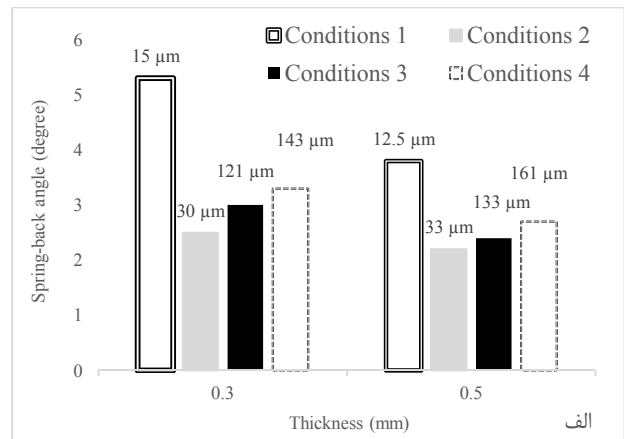 Conditions 1 Conditions 2
Conditions 3 Conditions 4
Spring-back angle (degree)
6
5
4
3
2
1
0
15 µm
30 µm
121 µm
143 µm
12.5 µm
33 µm
133 µm
161 µm
0.3 0.5
Thickness (mm)
الف